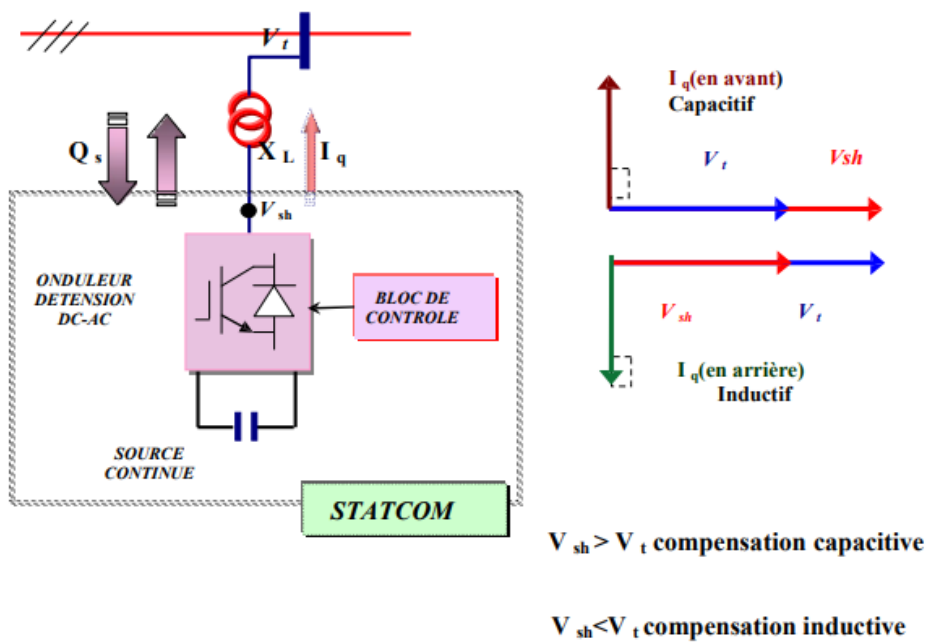 V t
Q s
X L
I q
V sh
ONDULEUR
DETENSION
DC-AC
BLOC DE
CONTROLE
SOURCE
CONTINUE
STATCOM
I q(en avant)
Capacitif
V t
Vsh
V sh
V t
I q(en arrière)
Inductif
V sh > V t compensation capacitive
V sh<V t compensation inductive